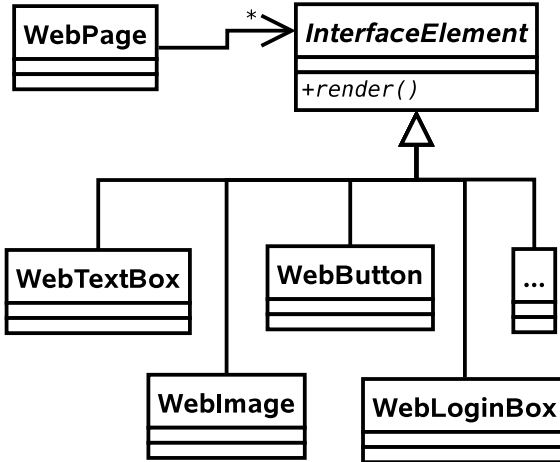 WebPage
*
InterfaceElement
+render()
WebTextBox
WebButton
...
WebImage
WebLoginBox